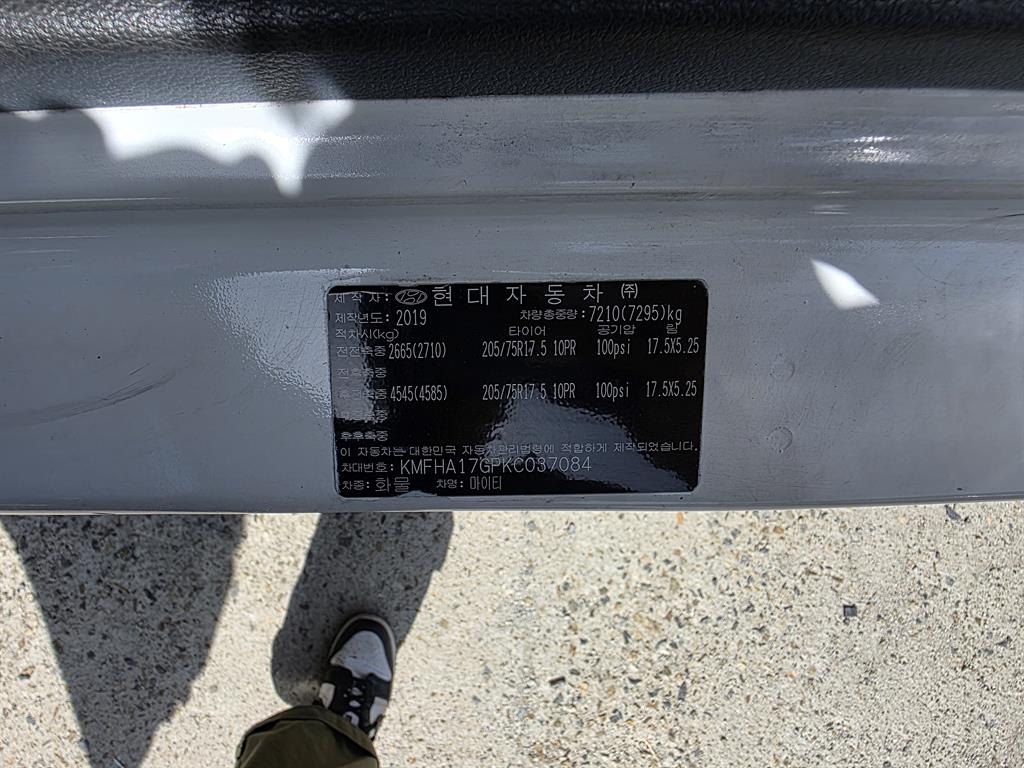 제 작 자: 현 대 자 동 차 ㈜
제작년도: 2019 차량총중량: 7210(7295)kg
적차시(kg) 타이어 공기압 림
전전축중 2665(2710) 205/75R17.5 10PR 100psi 17.5X5.25
전후축중
후전축중 4545(4585) 205/75R17.5 10PR 100psi 17.5X5.25
후후축중
이 자동차는 대한민국 자동차관리법령에 적합하게 제작되었습니다.
차대번호: KMFHA17GPKC037084
차종: 화물 차명: 마이티